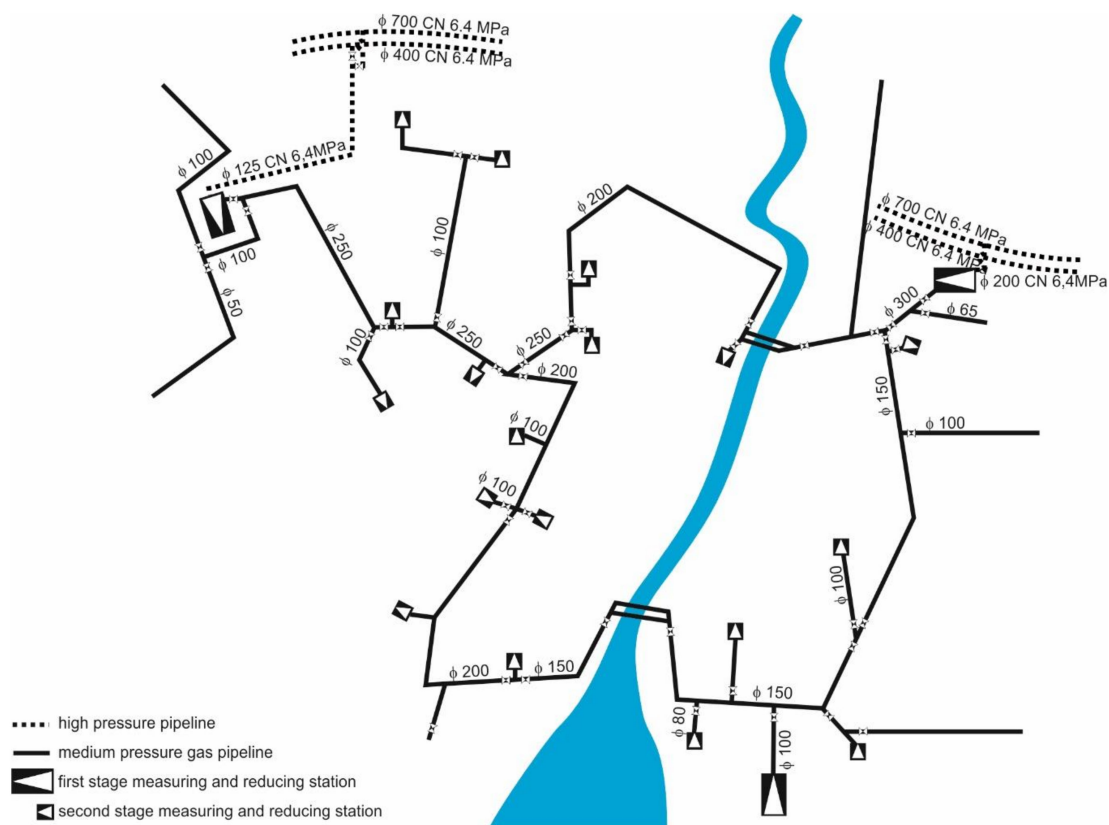 ϕ 700 CN 6.4 MPa
ϕ 400 CN 6.4 MPa
ϕ 100
ϕ 125 CN 6,4MPa
ϕ 200
ϕ 100
ϕ 700 CN 6.4 MPa
ϕ 400 CN 6.4 MPa
ϕ 250
ϕ 100
ϕ 200 CN 6,4MPa
ϕ 50
ϕ 300
ϕ 65
ϕ 100
ϕ 250
ϕ 250
ϕ 200
ϕ 150
ϕ 100
ϕ 100
ϕ 100
ϕ 100
ϕ 200
ϕ 150
ϕ 150
ϕ 80
ϕ 100
high pressure pipeline
medium pressure gas pipeline
first stage measuring and reducing station
second stage measuring and reducing station